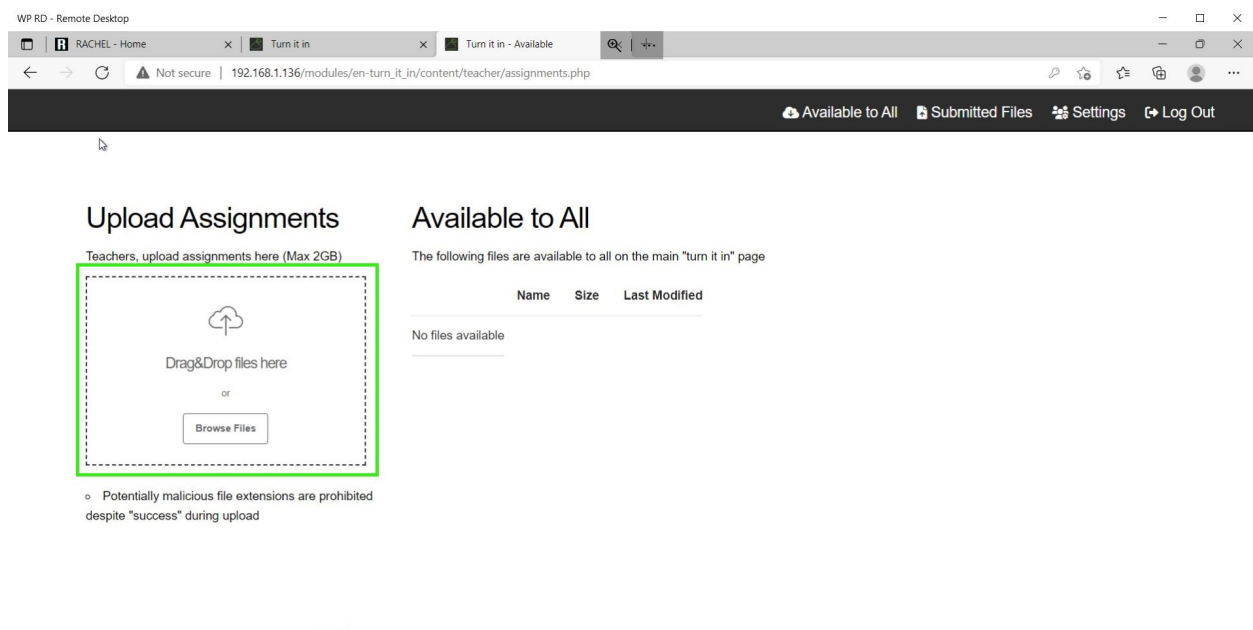 WP RD - Remote Desktop
RACHEL - Home
Turn it in
Turn it in - Available
Not secure | 192.168.1.136/modules/en-turn_it_in/content/teacher/assignments.php
Available to All Submitted Files Settings Log Out
Upload Assignments
Teachers, upload assignments here (Max 2GB)
Drag&Drop files here
or
Browse Files
Potentially malicious file extensions are prohibited
despite "success" during upload
Available to All
The following files are available to all on the main "turn it in" page
Name Size Last Modified
No files available